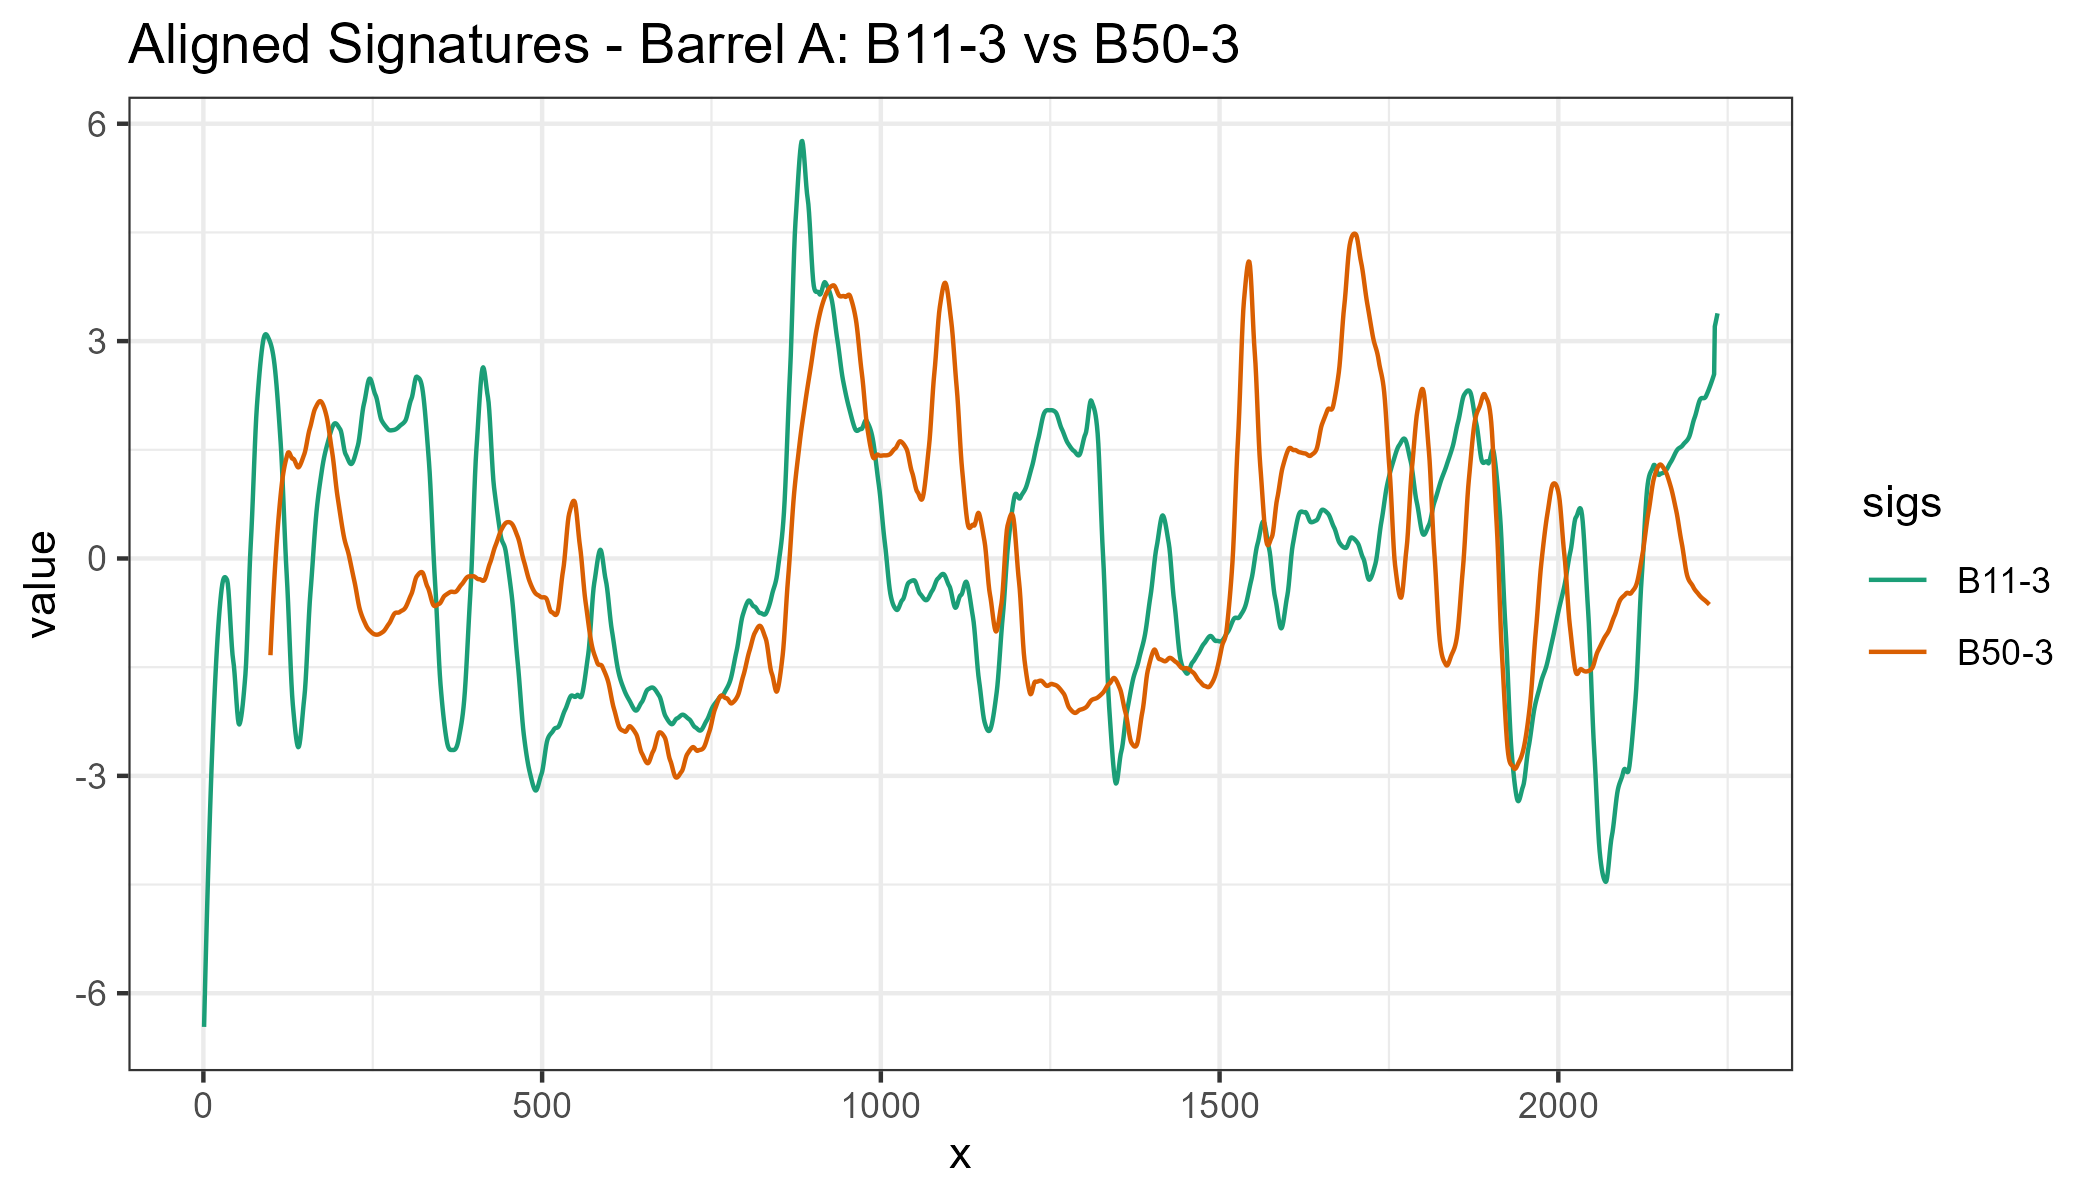 Aligned Signatures - Barrel A: B11-3 vs B50-3
6
3
0
-3
-6
value
0 500 1000 1500 2000
x
sigs
B11-3
B50-3